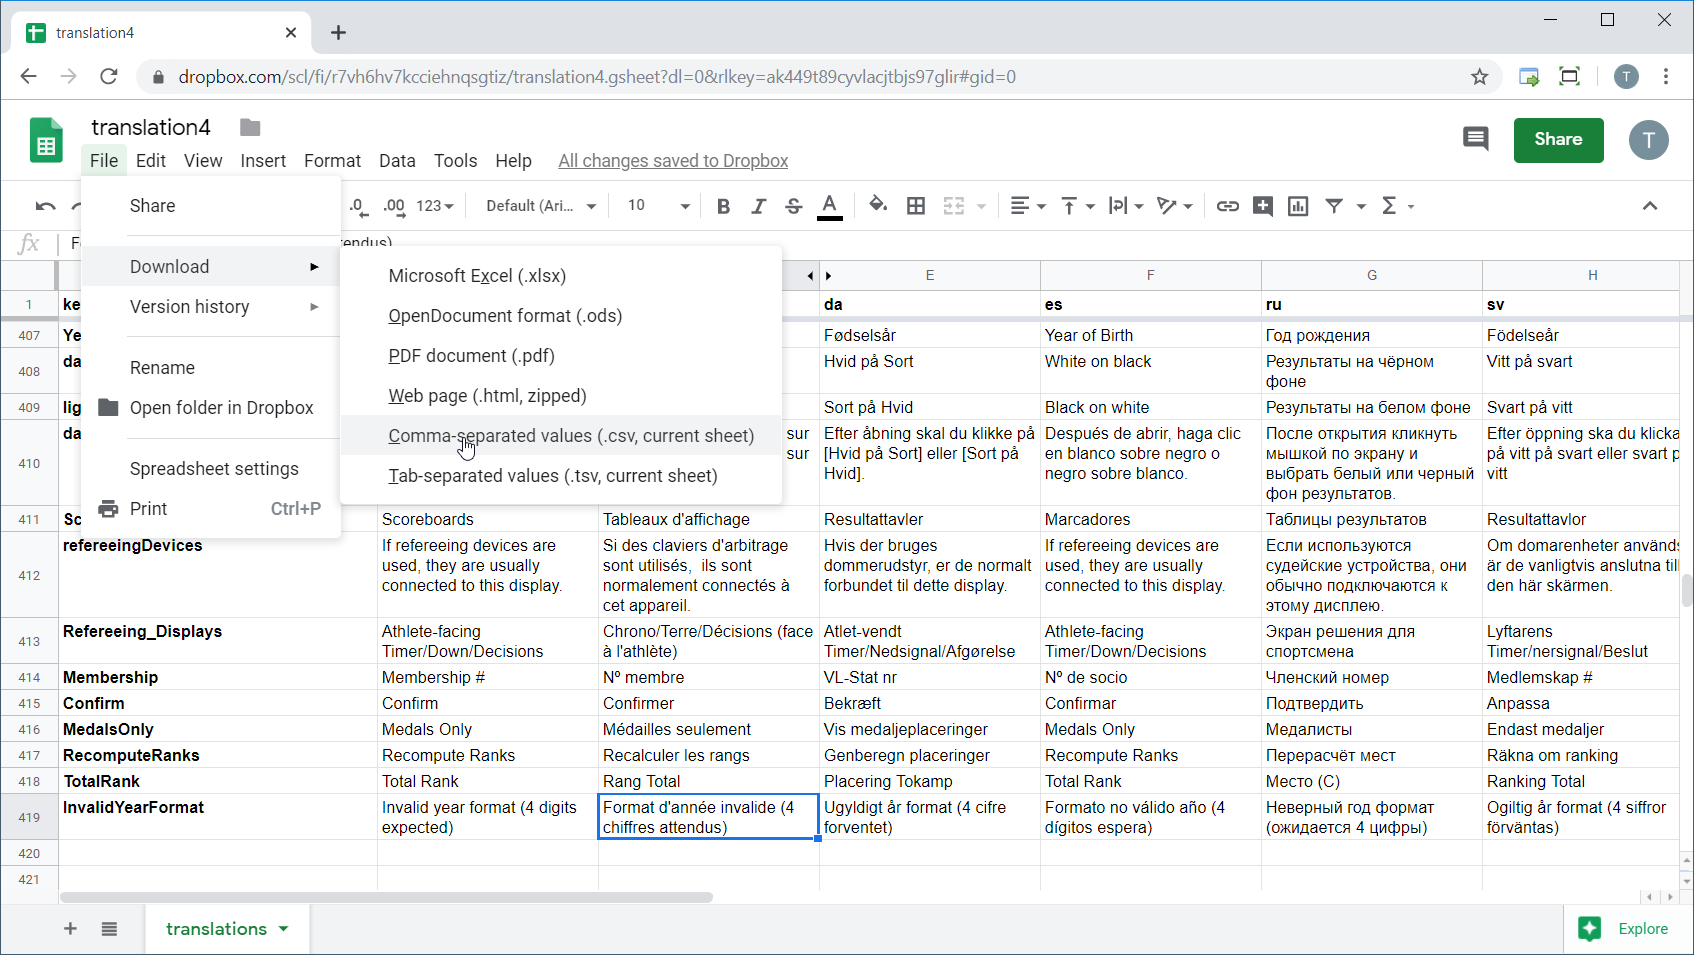 translation4
dropbox.com/scl/fi/r7vh6hv7kcciehnqsgtiz/translation4.gsheet?dl=0&rlkey=ak449t89cyvlacjtbjs97glir#gid=0
T
translation4
File Edit View Insert Format Data Tools Help All changes saved to Dropbox
Share
T
.0 .00 123 Default (Ari... 10 B I S A Σ
fx F
tendus)
Share
Download
Version history
Rename
Open folder in Dropbox
Spreadsheet settings
Print Ctrl+P
Microsoft Excel (.xlsx)
OpenDocument format (.ods)
PDF document (.pdf)
Web page (.html, zipped)
Comma-separated values (.csv, current sheet)
Tab-separated values (.tsv, current sheet)
E F G H
1 ke da es ru sv
407 Ye Fødselsår Year of Birth Год рождения Födelseår
408 da Hvid på Sort White on black Результаты на чёрном Vitt på svart
фоне
409 lig Sort på Hvid Black on white Результаты на белом фоне Svart på vitt
da sur Efter åbning skal du klikke på Después de abrir, haga clic После открытия кликнуть Efter öppning ska du klicka
sur [Hvid på Sort] eller [Sort på en blanco sobre negro o мышкой по экрану и på vitt på svart eller svart p
410 Hvid]. negro sobre blanco. выбрать белый или черный vitt
фон результатов.
411 Sc Scoreboards Tableaux d'affichage Resultattavler Marcadores Таблицы результатов Resultattavlor
refereeingDevices If refereeing devices are Si des claviers d'arbitrage Hvis der bruges If refereeing devices are Если используются Om domarenheter används
used, they are usually sont utilisés, ils sont dommerudstyr, er de normalt used, they are usually судейские устройства, они är de vanligtvis anslutna til
412 connected to this display. normalement connectés à forbundet til dette display. connected to this display. обычно подключаются к den här skärmen.
cet appareil. этому дисплею.
413 Refereeing_Displays Athlete-facing Chrono/Terre/Décisions (face Atlet-vendt Athlete-facing Экран решения для Lyftarens
Timer/Down/Decisions à l'athlète) Timer/Nedsignal/Afgørelse Timer/Down/Decisions спортсмена Timer/nersignal/Beslut
414 Membership Membership # Nº membre VL-Stat nr Nº de socio Членский номер Medlemskap #
415 Confirm Confirm Confirmer Bekræft Confirmar Подтвердить Anpassa
416 MedalsOnly Medals Only Médailles seulement Vis medaljeplaceringer Medals Only Медалисты Endast medaljer
417 RecomputeRanks Recompute Ranks Recalculer les rangs Genberegn placeringer Recompute Ranks Перерасчёт мест Räkna om ranking
418 TotalRank Total Rank Rang Total Placering Tokamp Total Rank Место (С) Ranking Total
419 InvalidYearFormat Invalid year format (4 digits Format d'année invalide (4 Ugyldigt år format (4 cifre Formato no válido año (4 Неверный год формат Ogiltig år format (4 siffror
expected) chiffres attendus) forventet) dígitos espera) (ожидается 4 цифры) förväntas)
420
421
translations
Explore